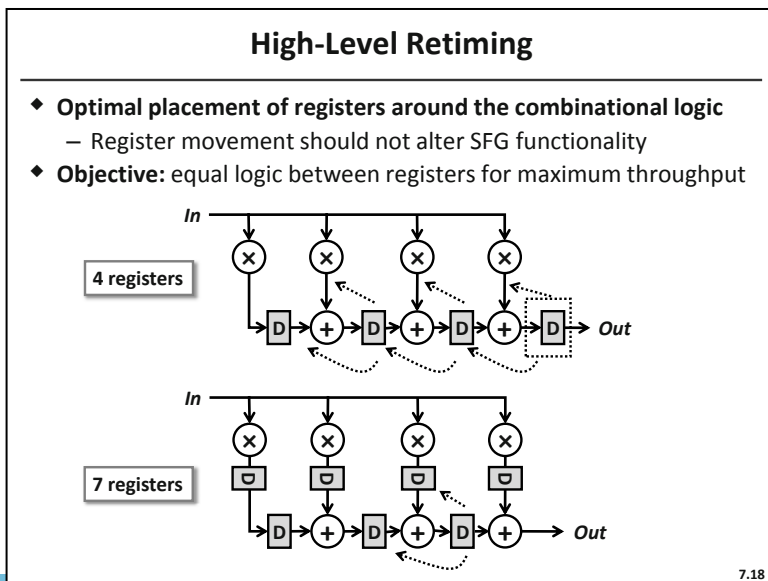 High-Level Retiming
◆ Optimal placement of registers around the combinational logic
– Register movement should not alter SFG functionality
◆ Objective: equal logic between registers for maximum throughput
In
× × × ×
4 registers
D + D + D + D Out
In
× × × ×
7 registers
D D D D
D + D + D + Out
7.18